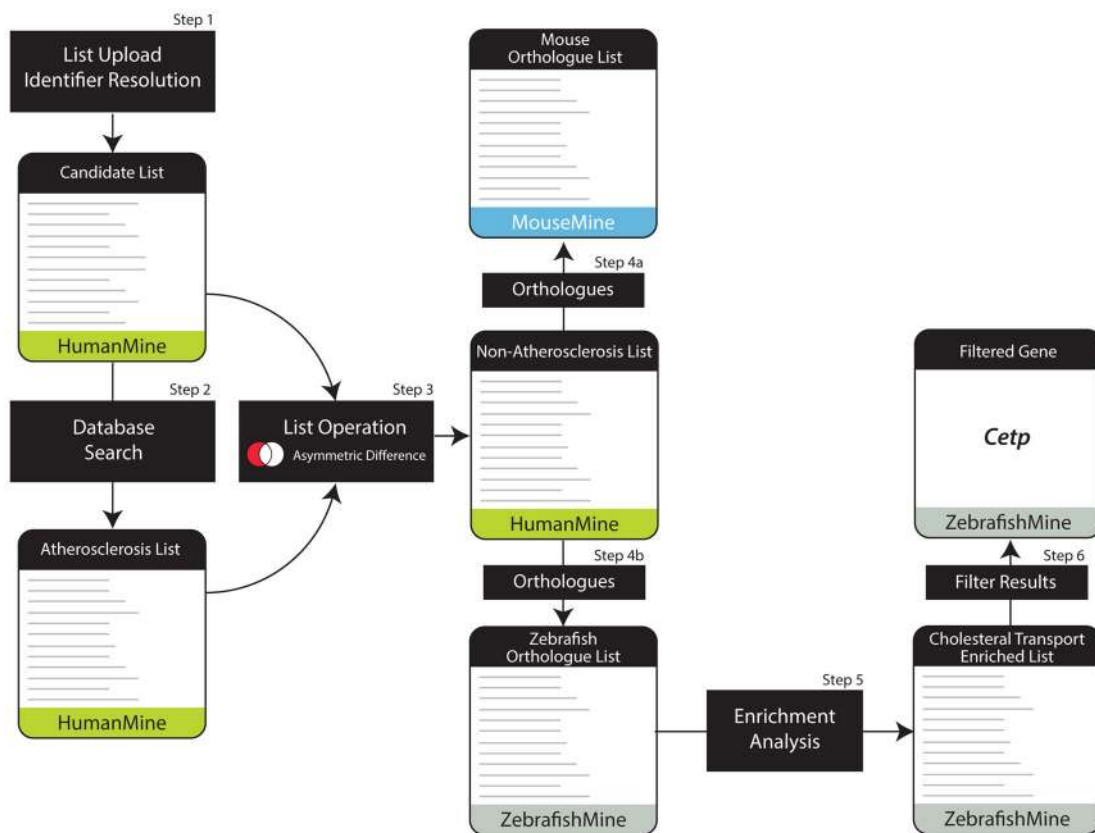 Step 1
List Upload
Identifier Resolution
Candidate List
HumanMine
Step 2
Database
Search
Atherosclerosis List
HumanMine
Step 3
List Operation
Asymmetric Difference
Mouse
Orthologue List
MouseMine
Step 4a
Orthologues
Non-Atherosclerosis List
HumanMine
Step 4b
Orthologues
Zebrafish
Orthologue List
ZebrafishMine
Step 5
Enrichment
Analysis
Filtered Gene
Cetp
ZebrafishMine
Step 6
Filter Results
Cholesteral Transport
Enriched List
ZebrafishMine